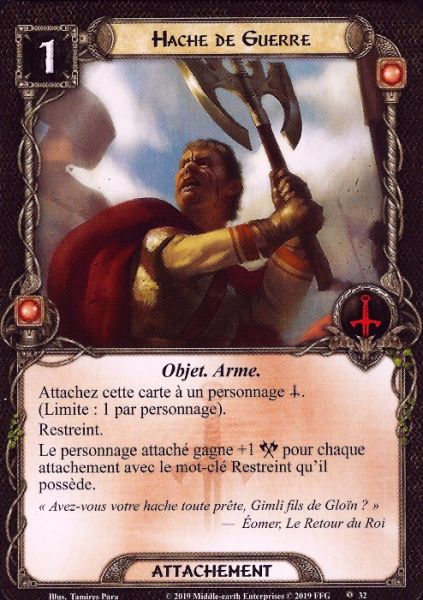 1
HACHE DE GUERRE
Objet. Arme.
Attachez cette carte à un personnage .
(Limite : 1 par personnage).
Restreint.
Le personnage attaché gagne +1 pour chaque
attachement avec le mot-clé Restreint qu'il
possède.
« Avez-vous votre hache toute prête, Gimli fils de Gloïn ? »
— Éomer, Le Retour du Roi
ATTACHEMENT
Illus. Tamires Para © 2019 Middle-earth Enterprises © 2019 FFG 32